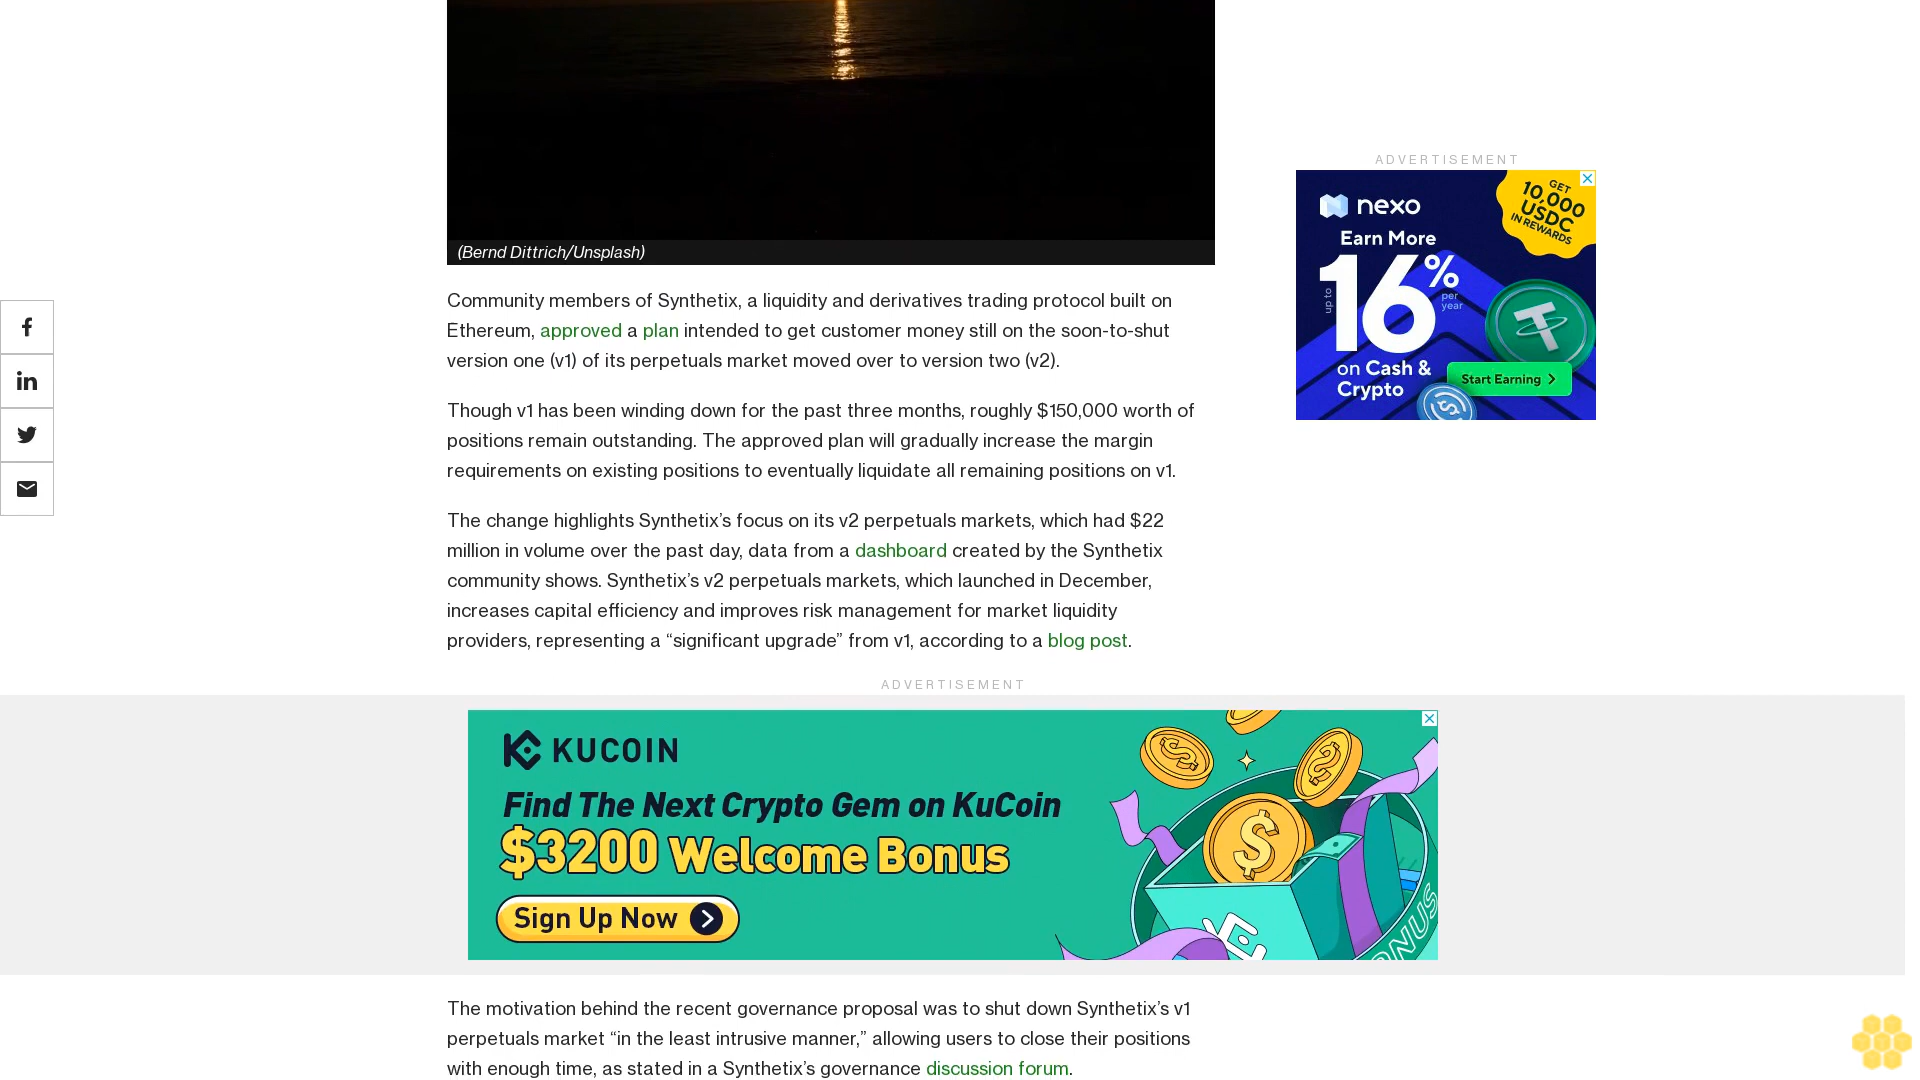 (Bernd Dittrich/Unsplash)
Community members of Synthetix, a liquidity and derivatives trading protocol built on
Ethereum, approved a plan intended to get customer money still on the soon-to-shut
version one (v1) of its perpetuals market moved over to version two (v2).
Though v1 has been winding down for the past three months, roughly $150,000 worth of
positions remain outstanding. The approved plan will gradually increase the margin
requirements on existing positions to eventually liquidate all remaining positions on v1.
The change highlights Synthetix’s focus on its v2 perpetuals markets, which had $22
million in volume over the past day, data from a dashboard created by the Synthetix
community shows. Synthetix’s v2 perpetuals markets, which launched in December,
increases capital efficiency and improves risk management for market liquidity
providers, representing a “significant upgrade” from v1, according to a blog post.
ADVERTISEMENT
nexo
GET
10,000
USDC
IN REWARDS
Earn More
up to
16%
per
year
on Cash &
Crypto
Start Earning
ADVERTISEMENT
KUCOIN
Find The Next Crypto Gem on KuCoin
$3200 Welcome Bonus
Sign Up Now
BONUS
The motivation behind the recent governance proposal was to shut down Synthetix’s v1
perpetuals market “in the least intrusive manner,” allowing users to close their positions
with enough time, as stated in a Synthetix’s governance discussion forum.